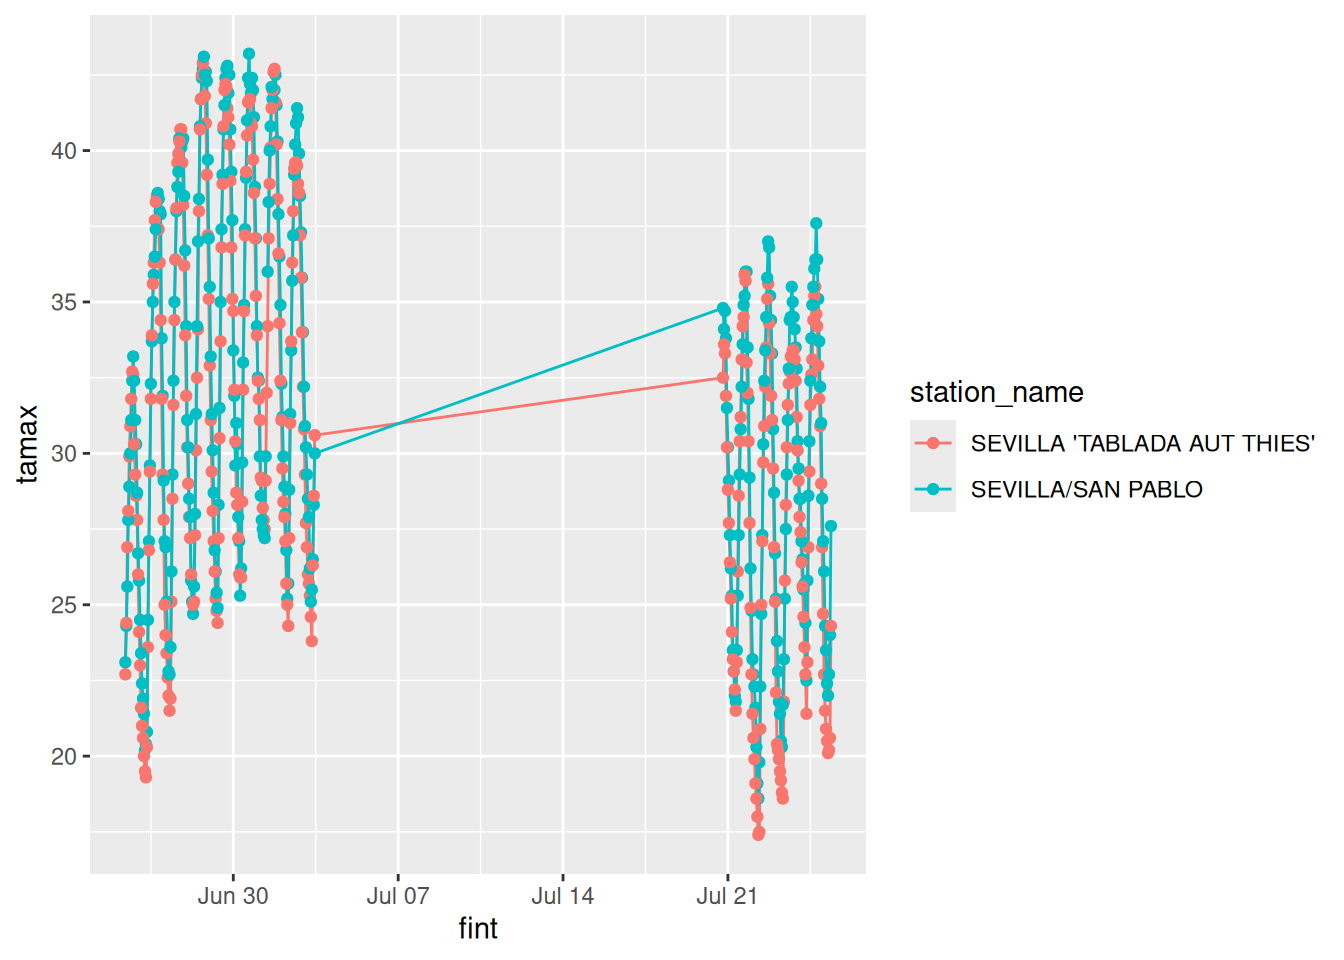 40
35
30
25
20
tamax
Jun 30
Jul 07
Jul 14
Jul 21
fint
station_name
SEVILLA 'TABLADA AUT THIES'
SEVILLA/SAN PABLO